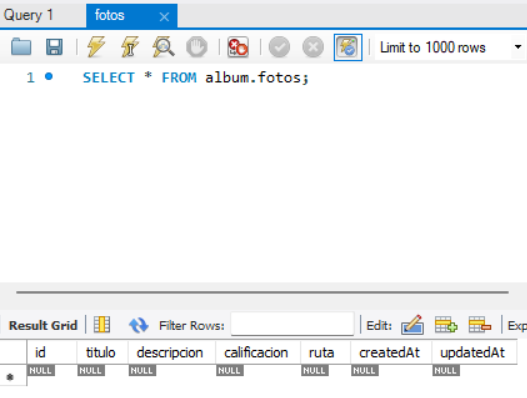 Query 1 fotos
Limit to 1000 rows
1 SELECT * FROM album.fotos;
Result Grid Filter Rows: Edit: Exp
id titulo descripcion calificacion ruta createdAt updatedAt
NULL NULL NULL NULL NULL NULL NULL